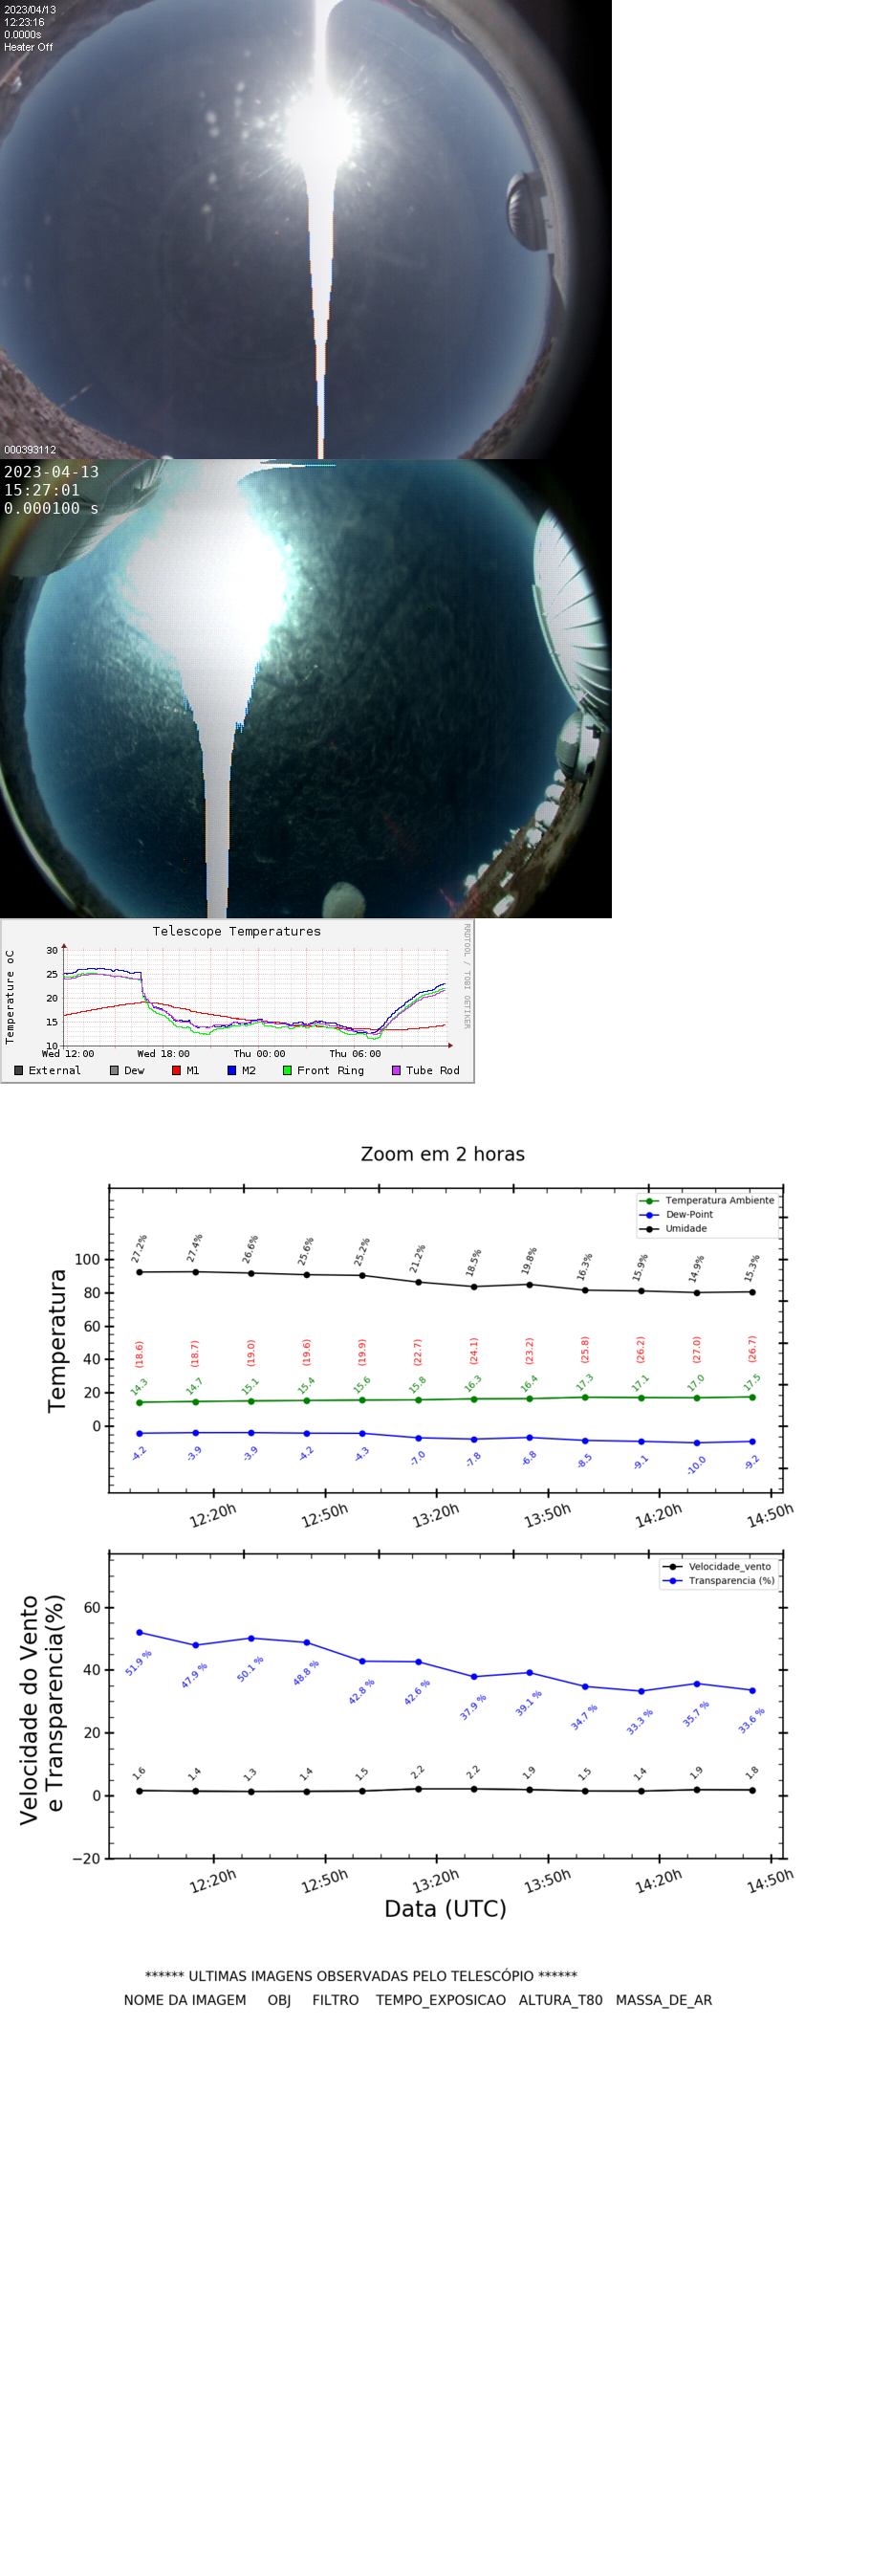 2023/04/13
12:23:16
0.0000s
Heater Off
000393112
2023-04-13
15:27:01
0.000100 s
Telescope Temperatures
RRDTOOL / TOBI OETIKER
Temperature oC
30
25
20
15
10
Wed 12:00 Wed 18:00 Thu 00:00 Thu 06:00
External Dew M1 M2 Front Ring Tube Rod
Zoom em 2 horas
Temperatura Ambiente
Dew-Point
Umidade
Temperatura
100
80
60
40
20
0
27.2% 27.4% 26.6% 25.6% 25.2% 21.2% 18.5% 19.8% 16.3% 15.9% 14.9% 15.3%
(18.6) (18.7) (19.0) (19.6) (19.9) (22.7) (24.1) (23.2) (25.8) (26.2) (27.0) (26.7)
14.3 14.7 15.1 15.4 15.6 15.8 16.3 16.4 17.3 17.1 17.0 17.5
-4.2 -3.9 -3.9 -4.2 -4.3 -7.0 -7.8 -6.8 -8.5 -9.1 -10.0 -9.2
12:20h 12:50h 13:20h 13:50h 14:20h 14:50h
Velocidade_vento
Transparencia (%)
Velocidade do Vento
e Transparencia(%)
60
40
20
0
−20
51.9 % 47.9 % 50.1 % 48.8 % 42.8 % 42.6 % 37.9 % 39.1 % 34.7 % 33.3 % 35.7 % 33.6 %
1.6 1.4 1.3 1.4 1.5 2.2 2.2 1.9 1.5 1.4 1.9 1.8
12:20h 12:50h 13:20h 13:50h 14:20h 14:50h
Data (UTC)
****** ULTIMAS IMAGENS OBSERVADAS PELO TELESCÓPIO ******
NOME DA IMAGEM OBJ FILTRO TEMPO_EXPOSICAO ALTURA_T80 MASSA_DE_AR